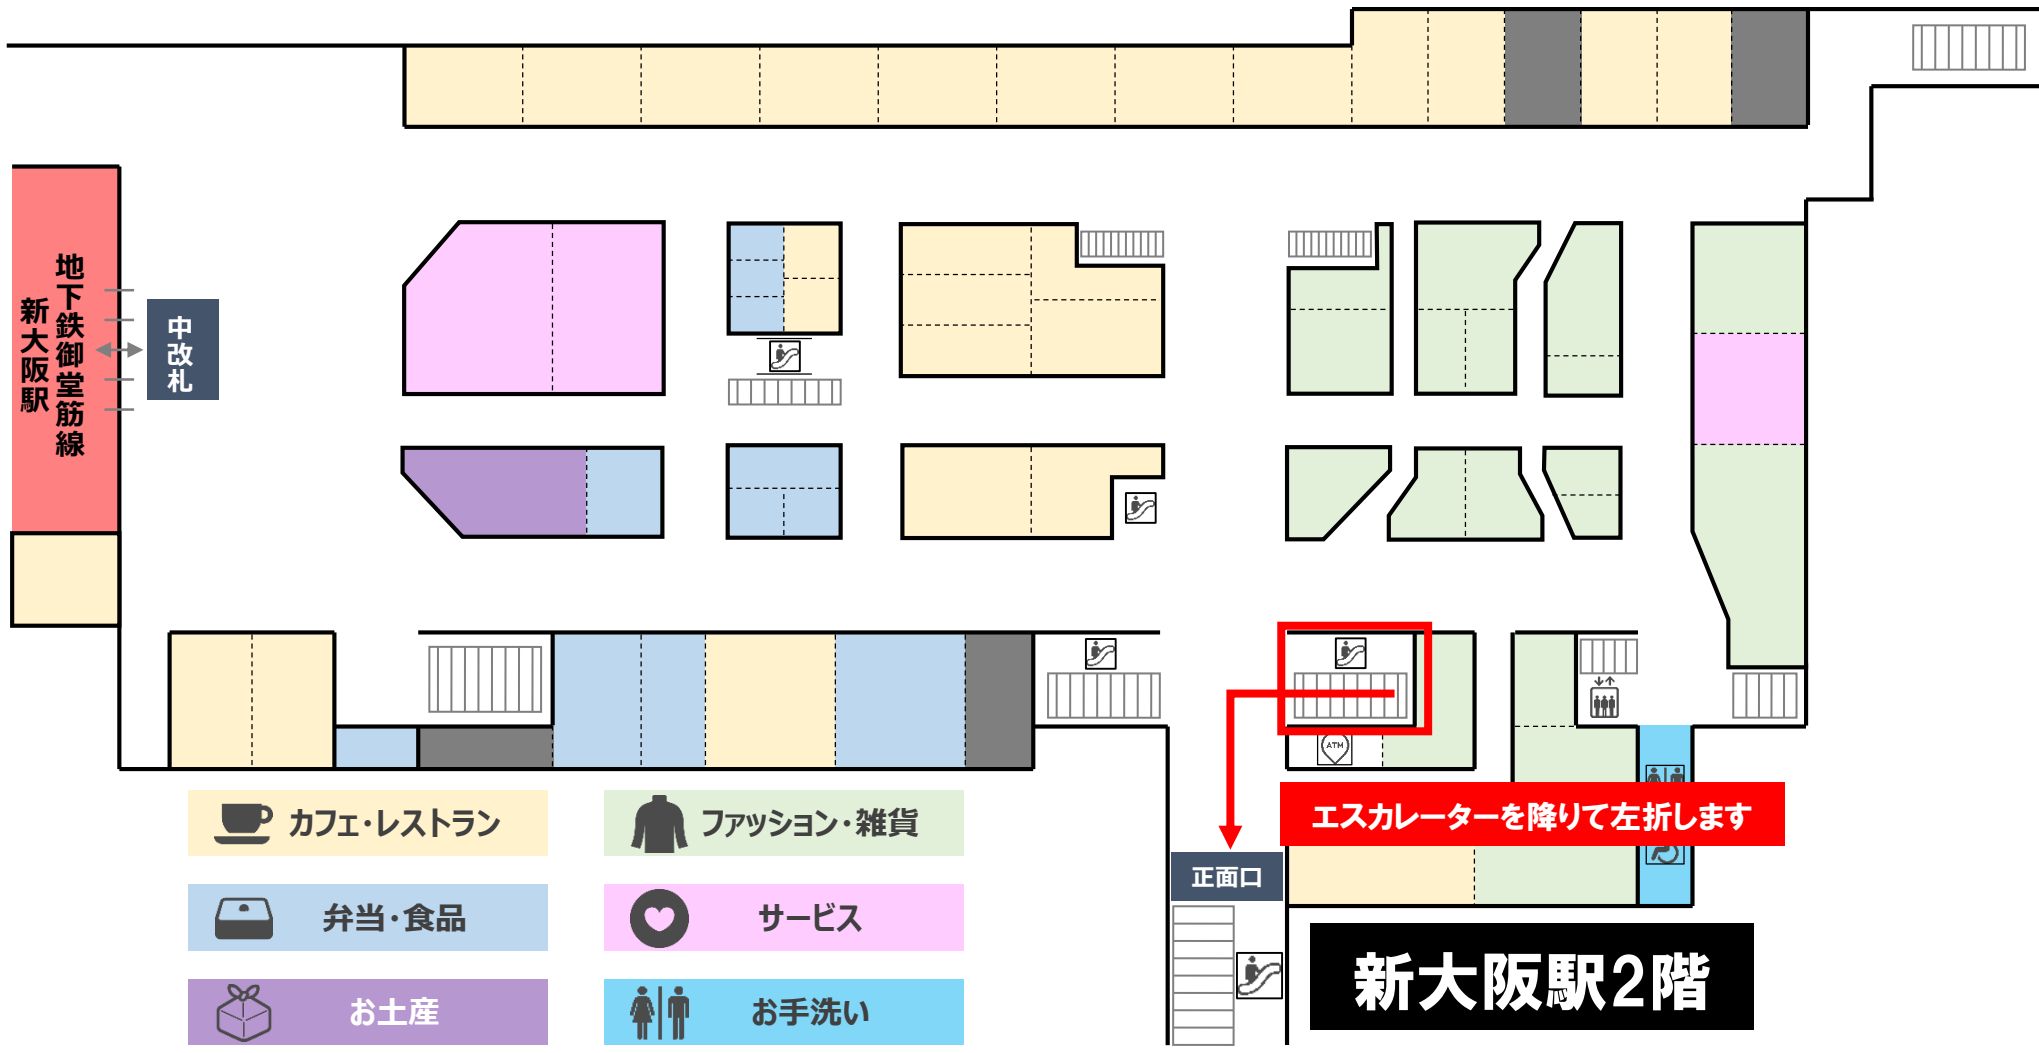 地下鉄御堂筋線
新大阪駅
中改札
ATM
エスカレーターを降りて左折します
正面口
カフェ・レストラン
ファッション・雑貨
弁当・食品
サービス
お土産
お手洗い
新大阪駅2階